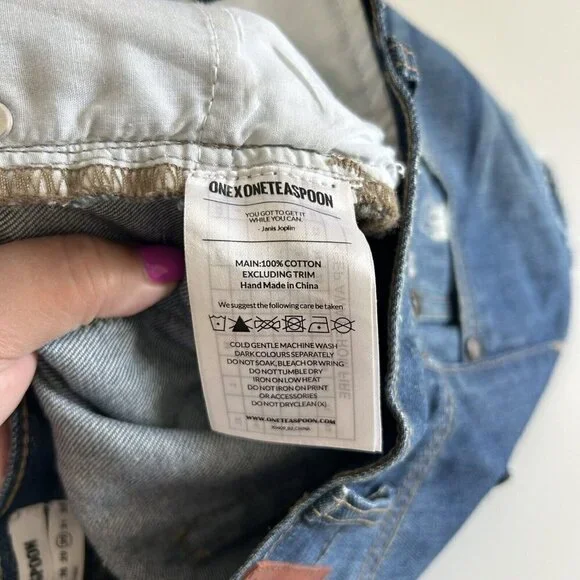 ONEXONETEASPOON
YOU GOT TO GET IT
WHILE YOU CAN.
- Janis Joplin
MAIN:100% COTTON
EXCLUDING TRIM
Hand Made in China
We suggest the following care be taken
COLD GENTLE MACHINE WASH
DARK COLOURS SEPARATELY
DO NOT SOAK, BLEACH OR WRING
DO NOT TUMBLE DRY
IRON ON LOW HEAT
DO NOT IRON ON PRINT
OR ACCESSORIES
DO NOT DRYCLEAN (X)
WWW.ONETEASPOON.COM